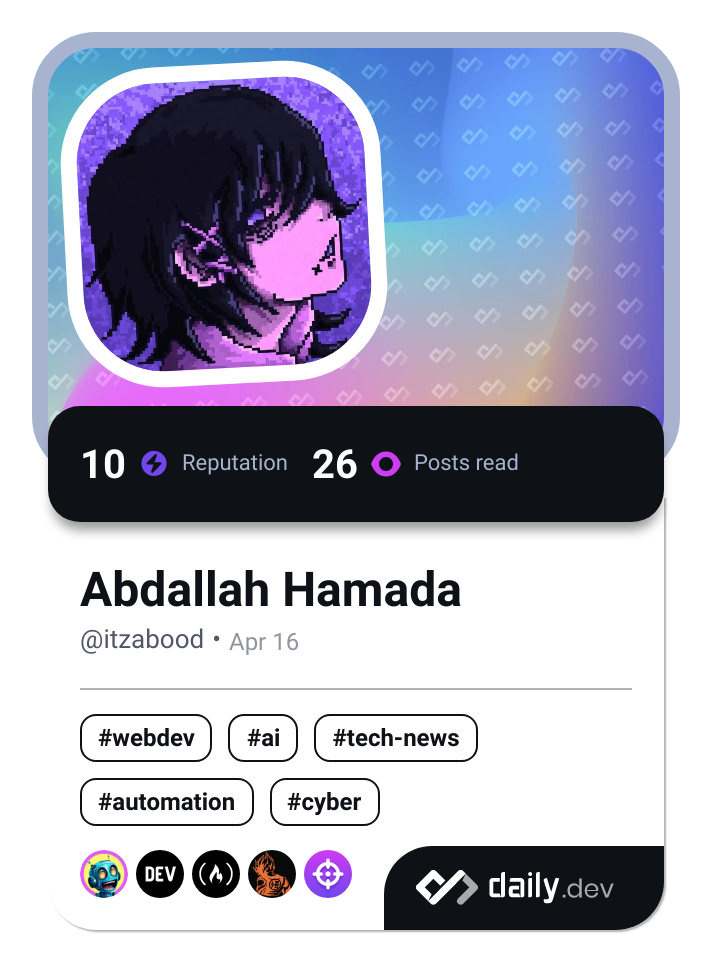 10 Reputation 26 Posts read
Abdallah Hamada
@itzabood • Apr 16
#webdev #ai #tech-news
#automation #cyber
DEV
daily.dev